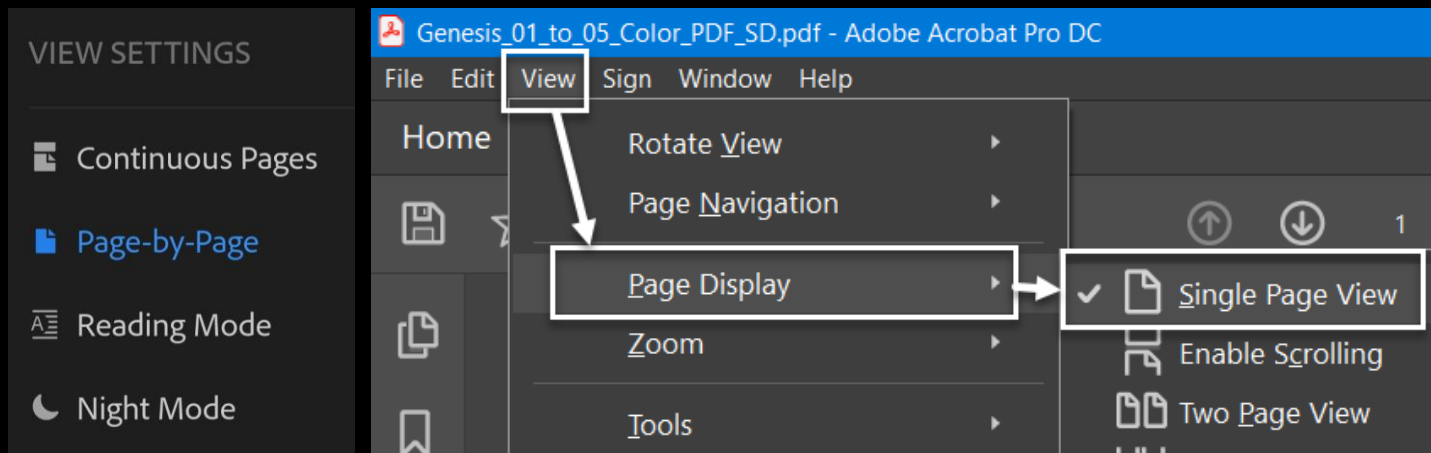 VIEW SETTINGS
Continuous Pages
Page-by-Page
Reading Mode
Night Mode
Genesis_01_to_05_Color_PDF_SD.pdf - Adobe Acrobat Pro DC
File Edit View Sign Window Help
Home
Rotate View
Page Navigation
1
Page Display
Single Page View
Zoom
Enable Scrolling
Two Page View
Tools